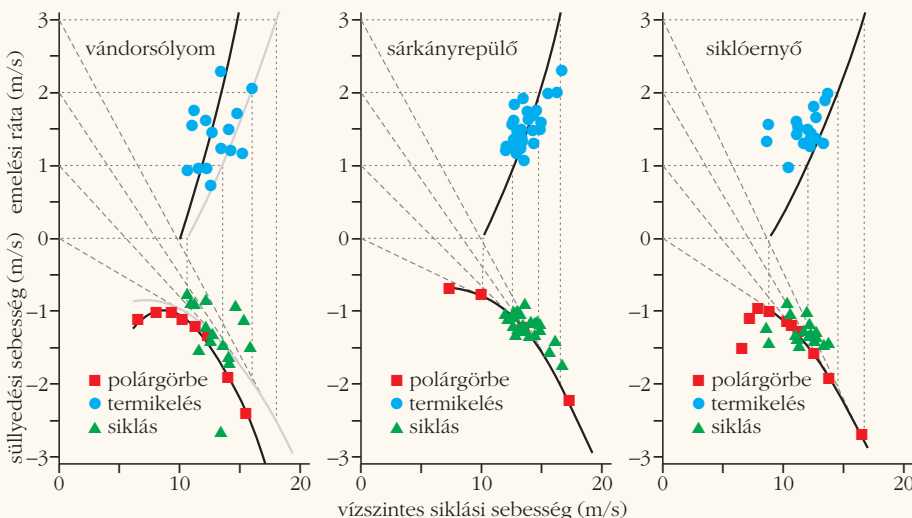 emelési ráta (m/s)
süllyedési sebesség (m/s)
3
2
1
0
–1
–2
–3
vándorsólyom
polárgörbe
termikelés
siklás
0
10
20
3
2
1
0
–1
–2
–3
sárkányrepülő
polárgörbe
termikelés
siklás
0
10
20
3
2
1
0
–1
–2
–3
siklóernyő
polárgörbe
termikelés
siklás
0
10
20
vízszintes siklási sebesség (m/s)